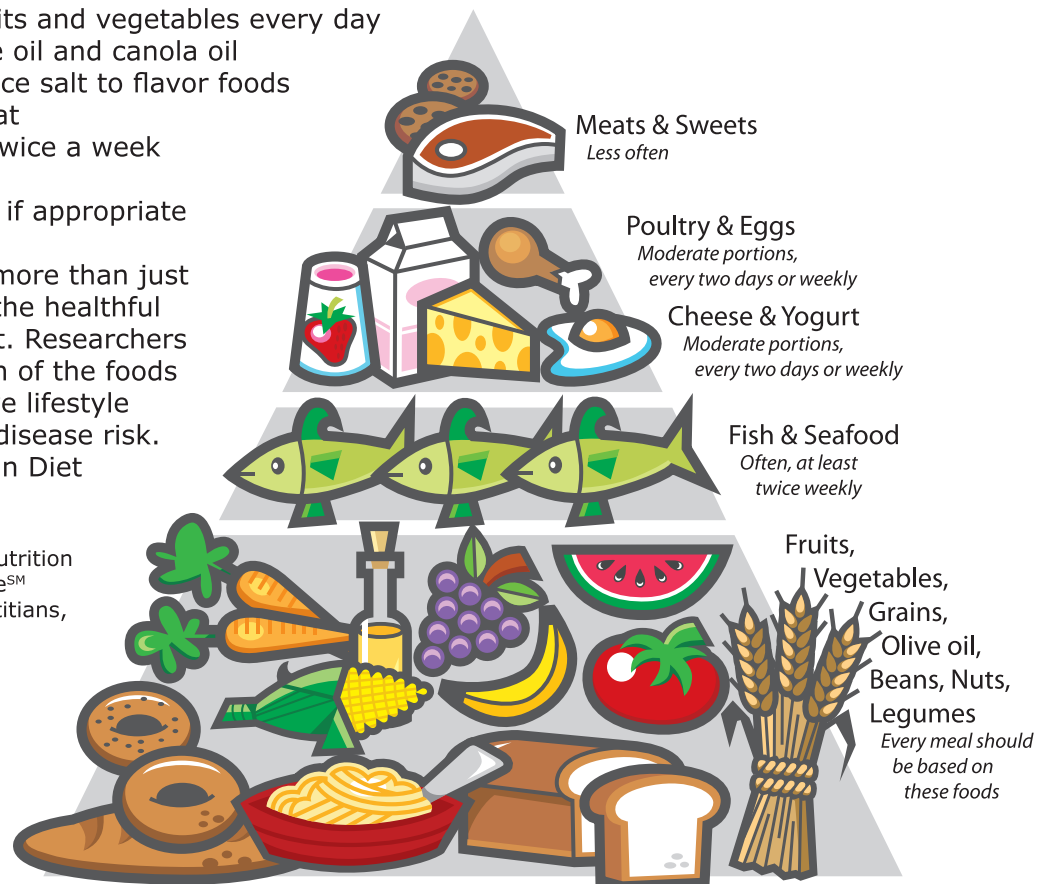 its and vegetables every day
e oil and canola oil
ce salt to flavor foods
at
wice a week
if appropriate
more than just
the healthful
t. Researchers
n of the foods
e lifestyle
disease risk.
n Diet
utrition
e℠
titians,
Meats & Sweets
Less often
Poultry & Eggs
Moderate portions,
every two days or weekly
Cheese & Yogurt
Moderate portions,
every two days or weekly
Fish & Seafood
Often, at least
twice weekly
Fruits,
Vegetables,
Grains,
Olive oil,
Beans, Nuts,
Legumes
Every meal should
be based on
these foods